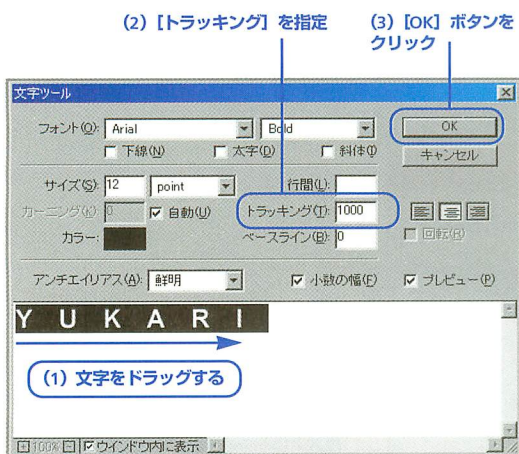 (2)［トラッキング］を指定
(3)［OK］ボタンを
クリック
文字ツール
フォント(O): Arial Bold OK
下線(N) 太字(D) 斜体(I) キャンセル
サイズ(S): 12 point 行間(L):
カーニング(K) 0 自動(U) トラッキング(T): 1000
カラー: ベースライン(B): 0 回転(R)
アンチエイリアス(A): 鮮明 小数の幅(F) プレビュー(P)
YUKARI
(1) 文字をドラッグする
100% ウインドウ内に表示